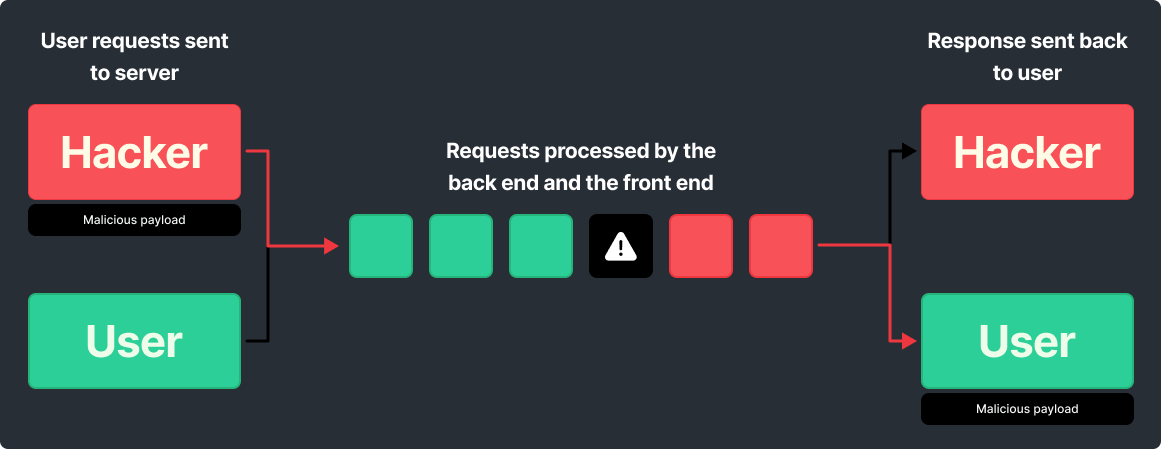 User requests sent
to server
Hacker
Malicious payload
User
Requests processed by the
back end and the front end
Response sent back
to user
Hacker
User
Malicious payload